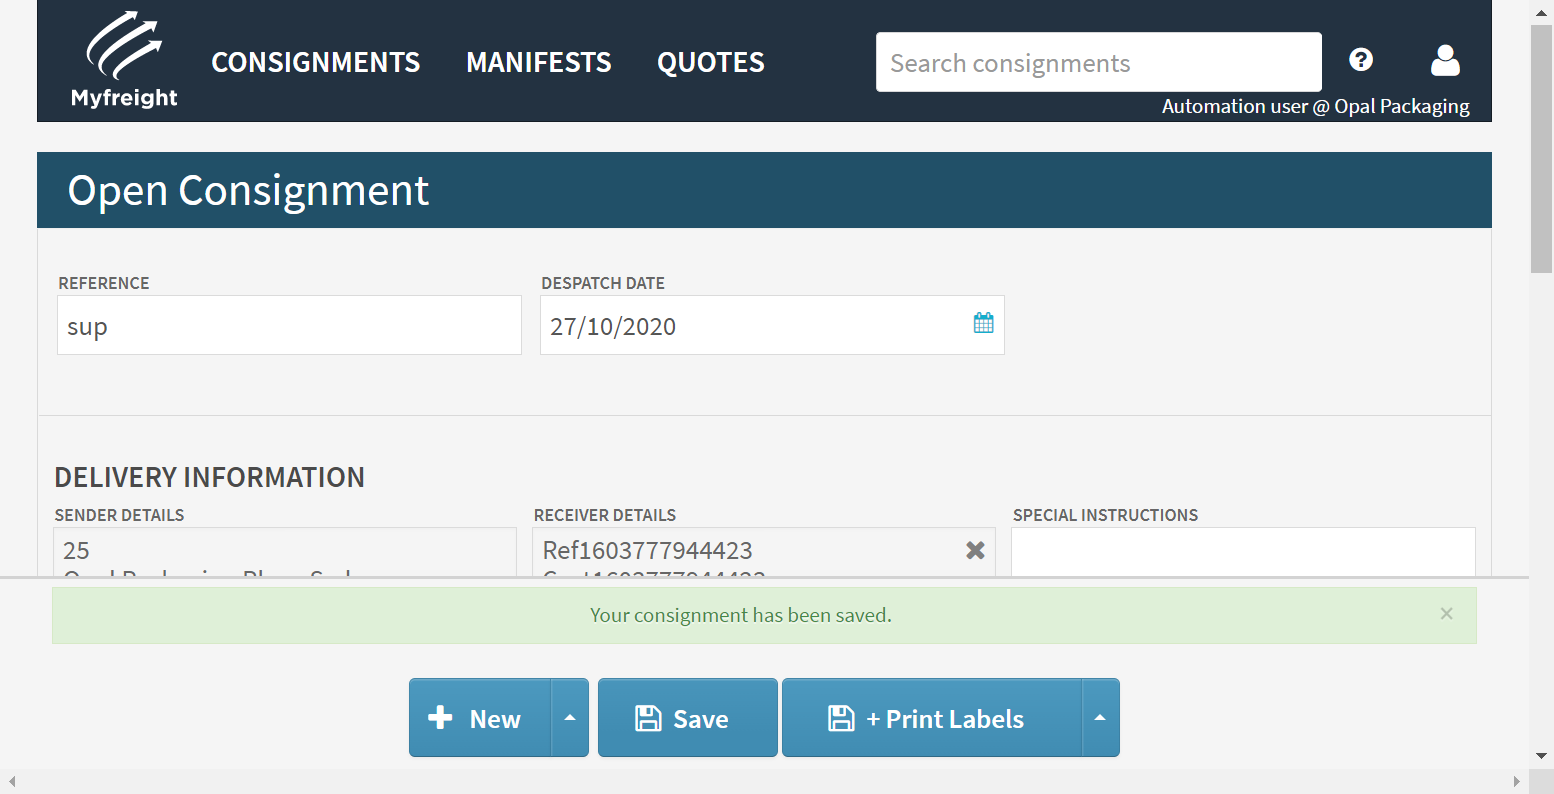 Myfreight
CONSIGNMENTS
MANIFESTS
QUOTES
Search consignments
Automation user @ Opal Packaging
Open Consignment
REFERENCE
DESPATCH DATE
sup
27/10/2020
DELIVERY INFORMATION
SENDER DETAILS
RECEIVER DETAILS
SPECIAL INSTRUCTIONS
25
Ref1603777944423
Your consignment has been saved.
New
Save
+ Print Labels